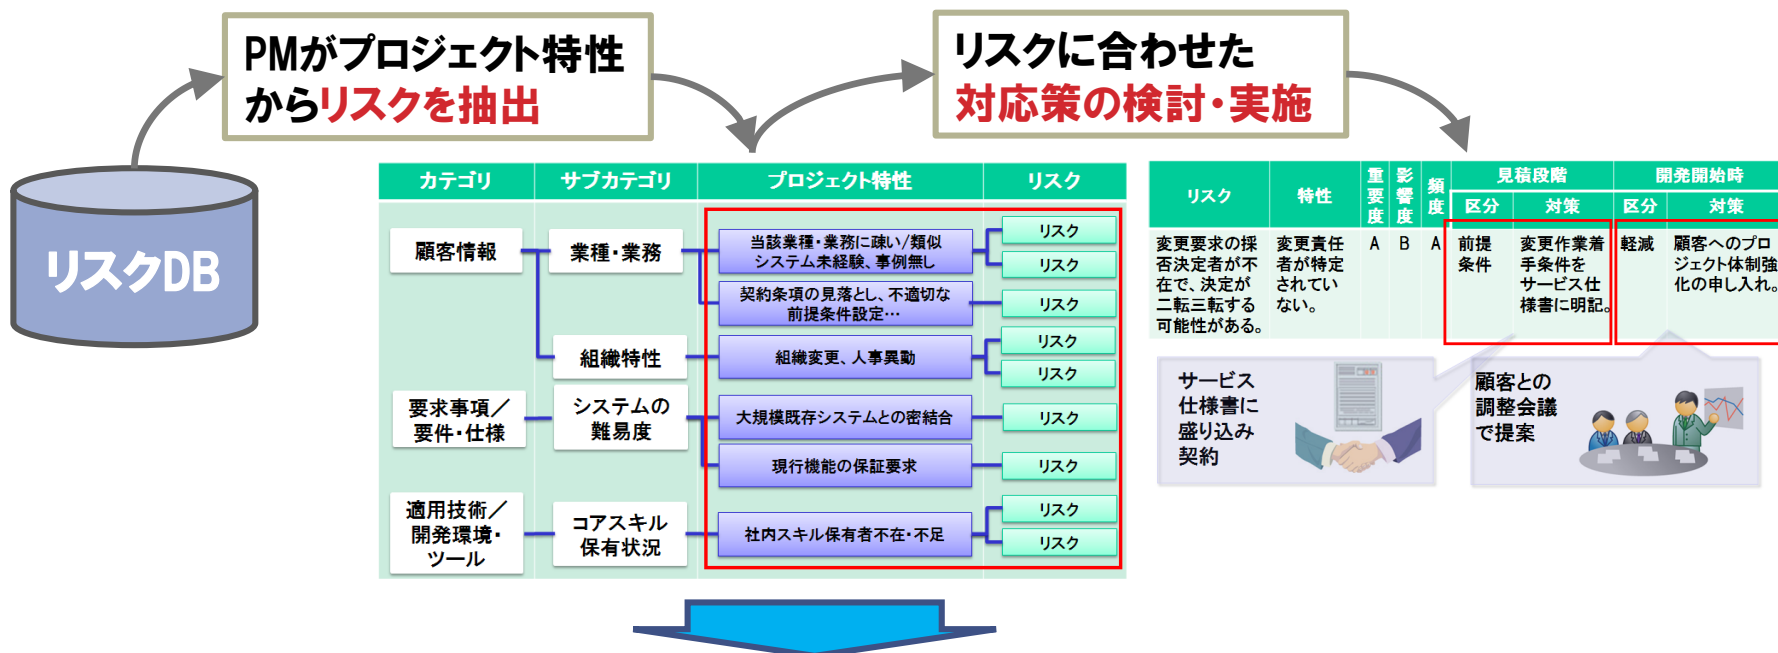 PMがプロジェクト特性
からリスクを抽出
リスクに合わせた
対応策の検討・実施
リスクDB
カテゴリ
サブカテゴリ
プロジェクト特性
リスク
顧客情報
業種・業務
当該業種・業務に疎い/類似
システム未経験、事例無し
リスク
リスク
契約条項の見落とし、不適切な
前提条件設定…
リスク
組織特性
組織変更、人事異動
リスク
リスク
要求事項／
要件・仕様
システムの
難易度
大規模既存システムとの密結合
リスク
現行機能の保証要求
リスク
適用技術／
開発環境・
ツール
コアスキル
保有状況
社内スキル保有者不在・不足
リスク
リスク
リスク
特性
重要度
影響度
頻度
見積段階
開発開始時
区分
対策
区分
対策
変更要求の採
否決定者が不
在で、決定が
二転三転する
可能性がある。
変更責任
者が特定
されてい
ない。
A
B
A
前提
条件
変更作業着
手条件を
サービス仕
様書に明記。
軽減
顧客へのプロ
ジェクト体制強
化の申し入れ。
サービス
仕様書に
盛り込み
契約
顧客との
調整会議
で提案